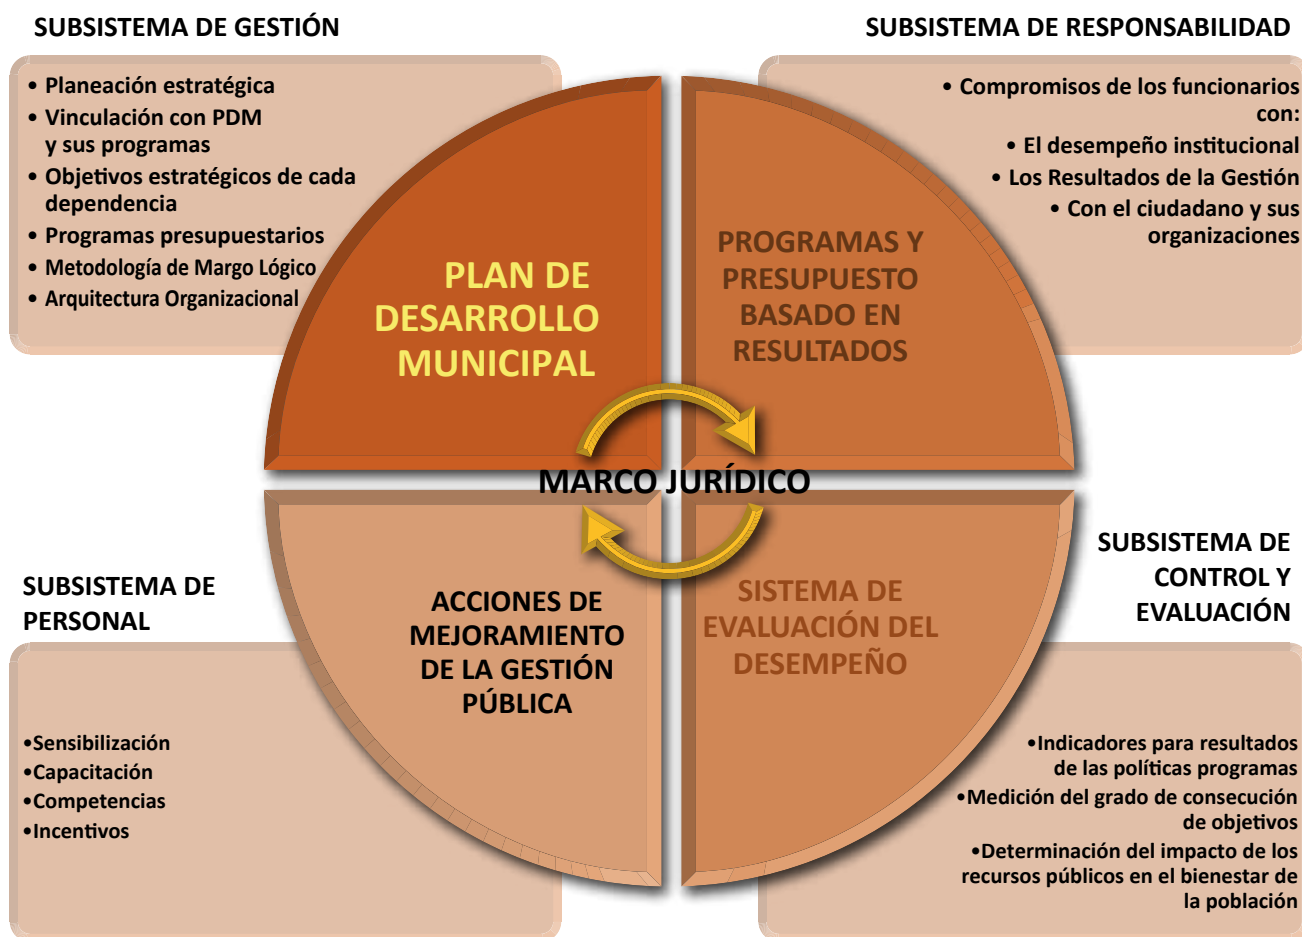 SUBSISTEMA DE GESTIÓN
• Planeación estratégica
• Vinculación con PDM
y sus programas
• Objetivos estratégicos de cada
dependencia
• Programas presupuestarios
• Metodología de Margo Lógico
• Arquitectura Organizacional
SUBSISTEMA DE RESPONSABILIDAD
• Compromisos de los funcionarios
con:
• El desempeño institucional
• Los Resultados de la Gestión
• Con el ciudadano y sus
organizaciones
PLAN DE
DESARROLLO
MUNICIPAL
PROGRAMAS Y
PRESUPUESTO
BASADO EN
RESULTADOS
MARCO JURÍDICO
ACCIONES DE
MEJORAMIENTO
DE LA GESTIÓN
PÚBLICA
SISTEMA DE
EVALUACIÓN DEL
DESEMPEÑO
SUBSISTEMA DE
PERSONAL
•Sensibilización
•Capacitación
•Competencias
•Incentivos
SUBSISTEMA DE
CONTROL Y
EVALUACIÓN
•Indicadores para resultados
de las políticas programas
•Medición del grado de consecución
de objetivos
•Determinación del impacto de los
recursos públicos en el bienestar de
la población